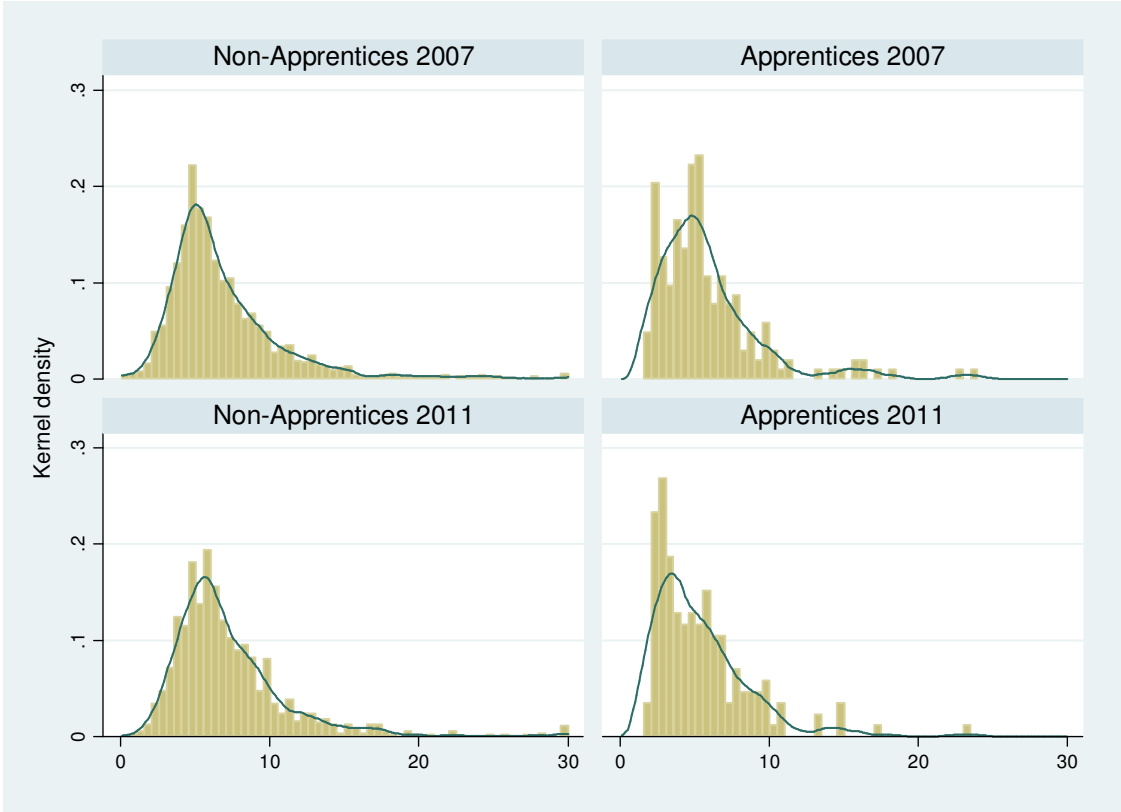 Non-Apprentices 2007
Apprentices 2007
.3
.2
.1
0
Non-Apprentices 2011
Apprentices 2011
.3
.2
.1
0
Kernel density
0 10 20 30
0 10 20 30